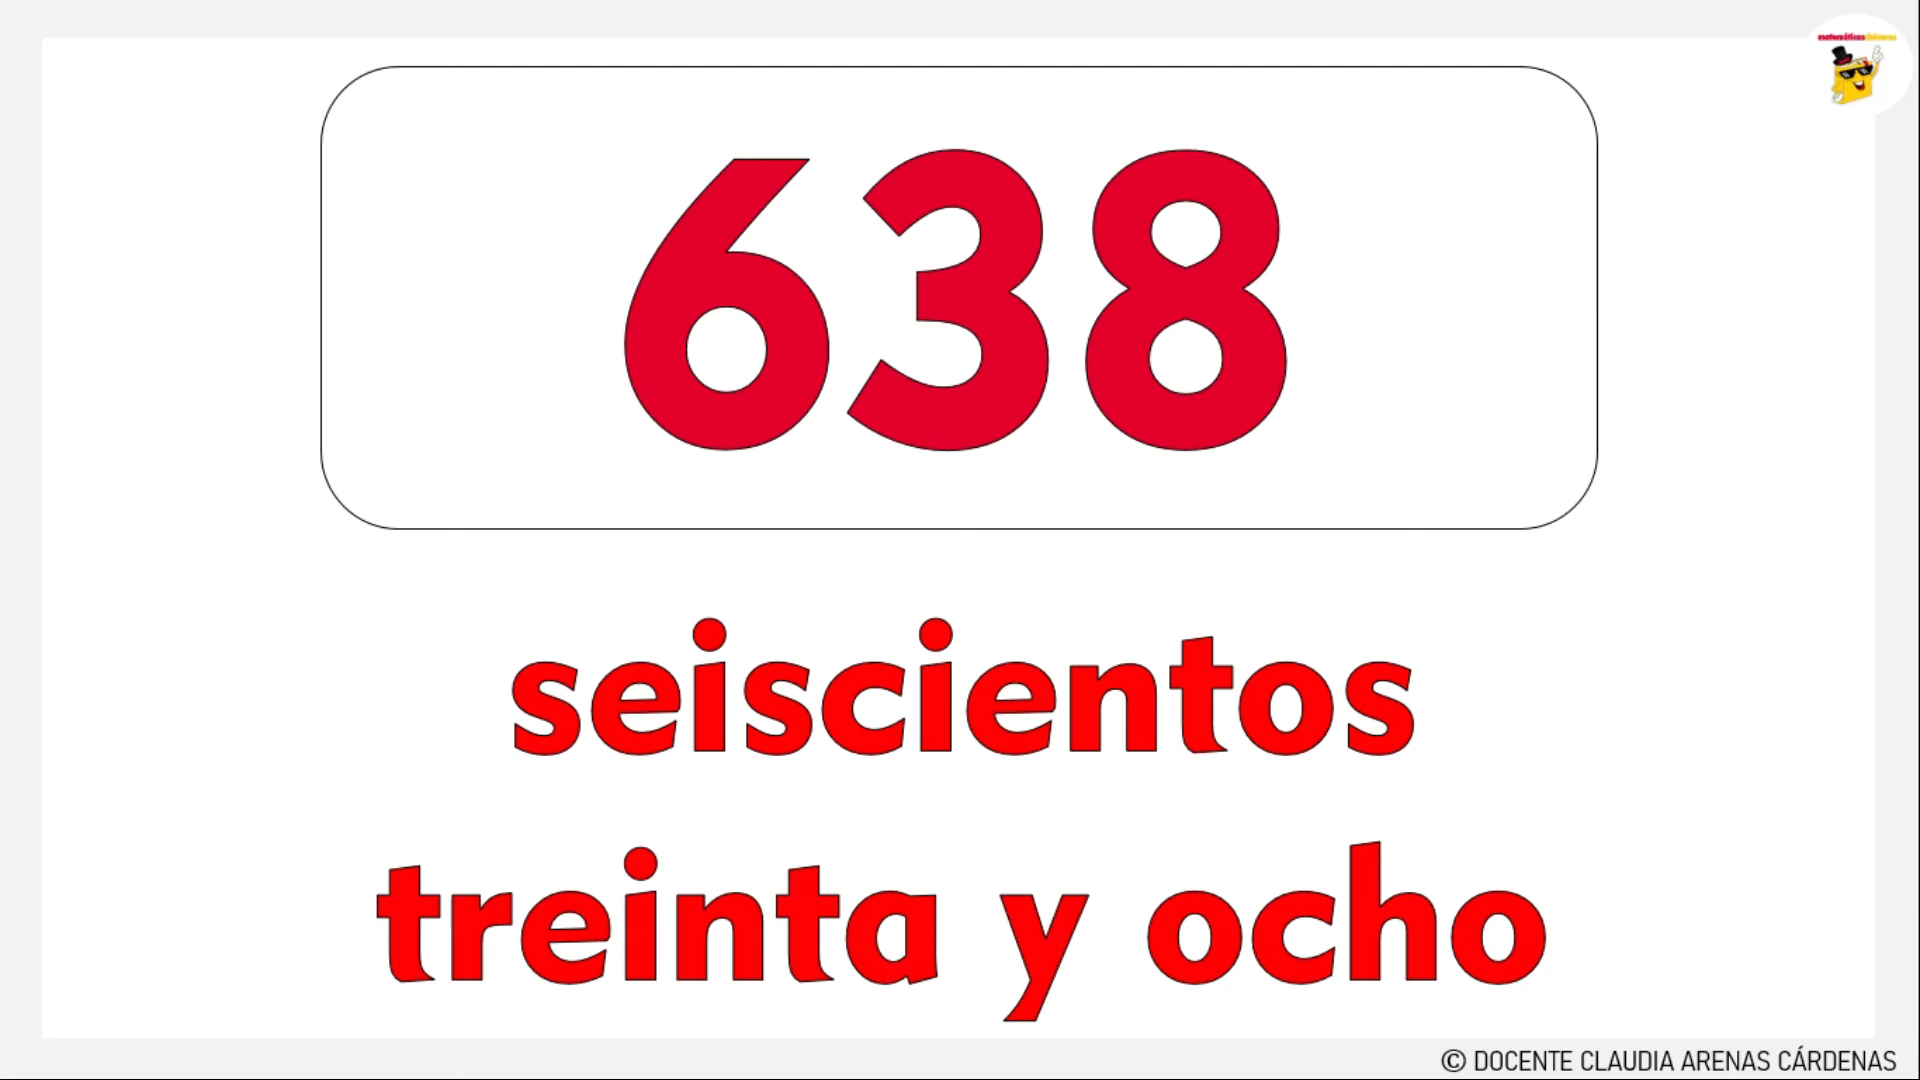 638
seiscientos
treinta y ocho
© DOCENTE CLAUDIA ARENAS CÁRDENAS